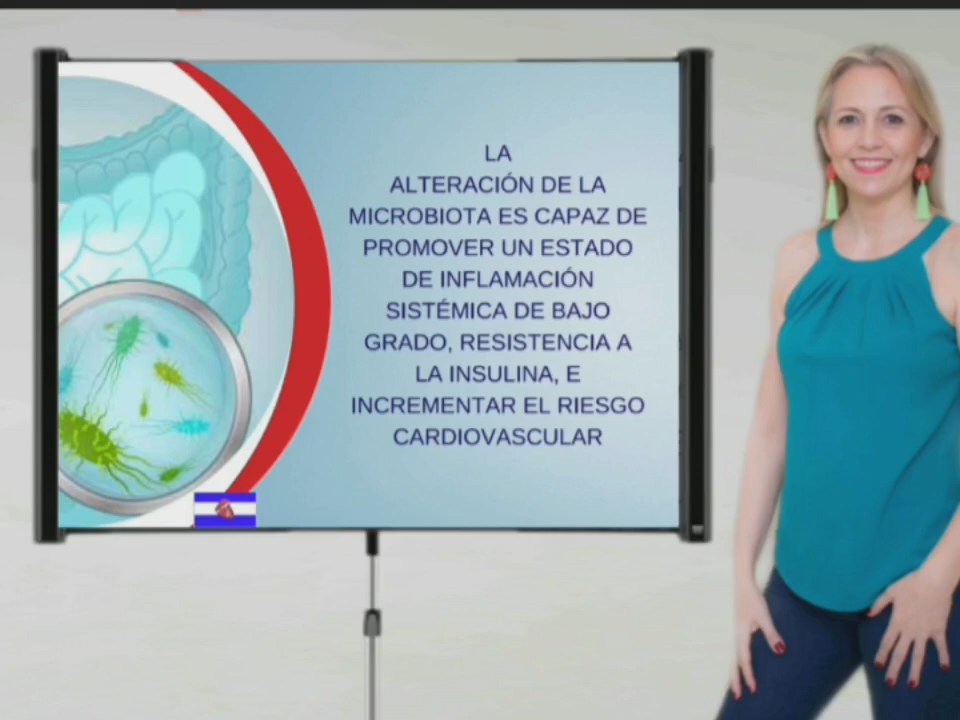 LA
ALTERACIÓN DE LA
MICROBIOTA ES CAPAZ DE
PROMOVER UN ESTADO
DE INFLAMACIÓN
SISTÉMICA DE BAJO
GRADO, RESISTENCIA A
LA INSULINA, E
INCREMENTAR EL RIESGO
CARDIOVASCULAR